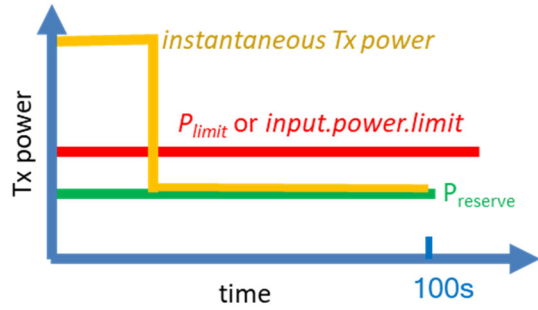 instantaneous Tx power
Plimit or input.power.limit
Tx power
Preserve
time
100s